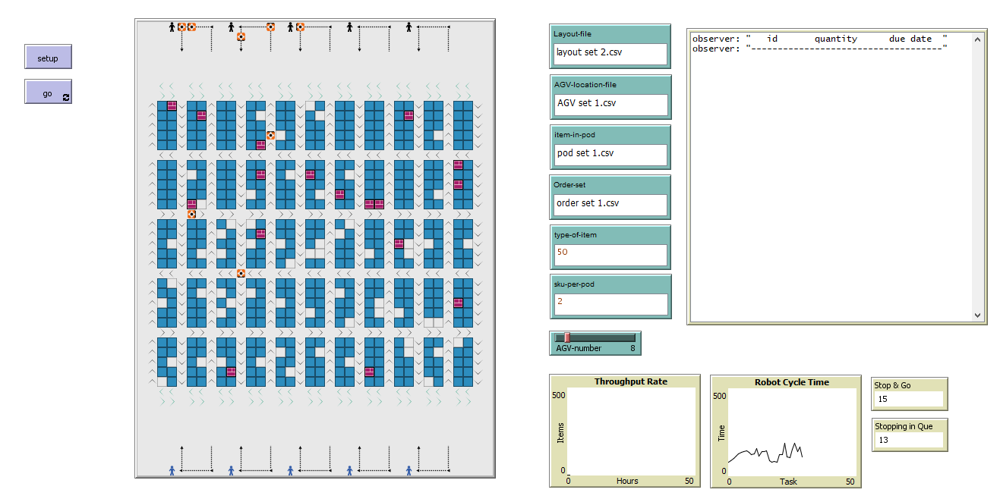 setup
go
Layout-file
layout set 2.csv
AGV-location-file
AGV set 1.csv
item-in-pod
pod set 1.csv
Order-set
order set 1.csv
type-of-item
50
sku-per-pod
2
AGV-number 8
observer: "   id       quantity      due date  "
observer: "------------------------------------"
Throughput Rate
500
Items
0
0 Hours 50
Robot Cycle Time
500
Time
0
0 Task 50
Stop & Go
15
Stopping in Que
13